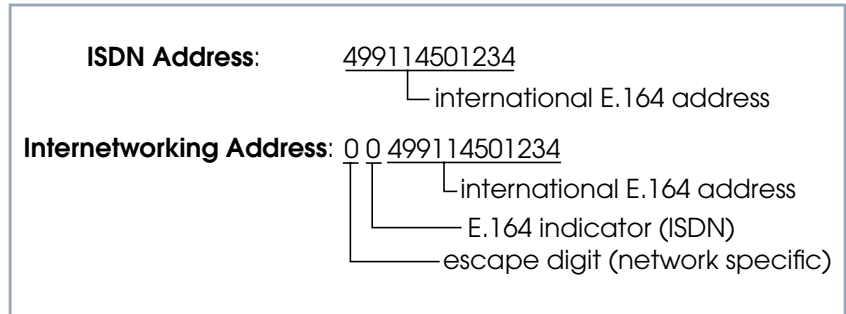 ISDN Address: 499114501234
international E.164 address
Internetworking Address: 0 0 499114501234
international E.164 address
E.164 indicator (ISDN)
escape digit (network specific)